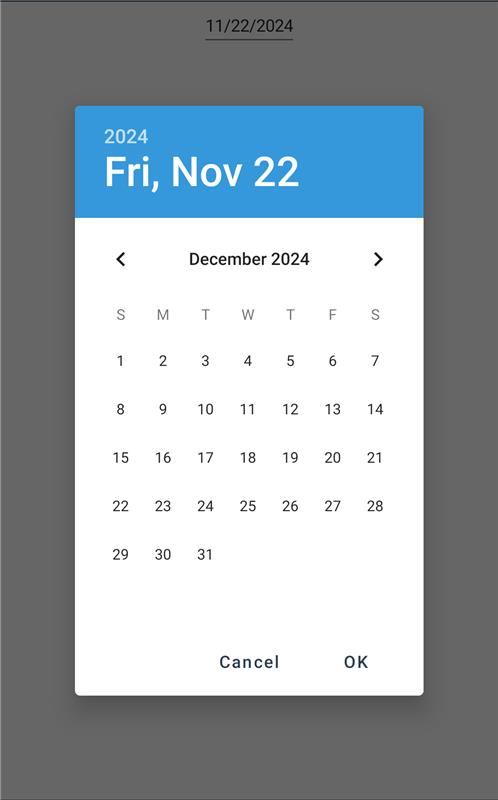 11/22/2024
2024
Fri, Nov 22
December 2024
S M T W T F S
1 2 3 4 5 6 7
8 9 10 11 12 13 14
15 16 17 18 19 20 21
22 23 24 25 26 27 28
29 30 31
Cancel OK